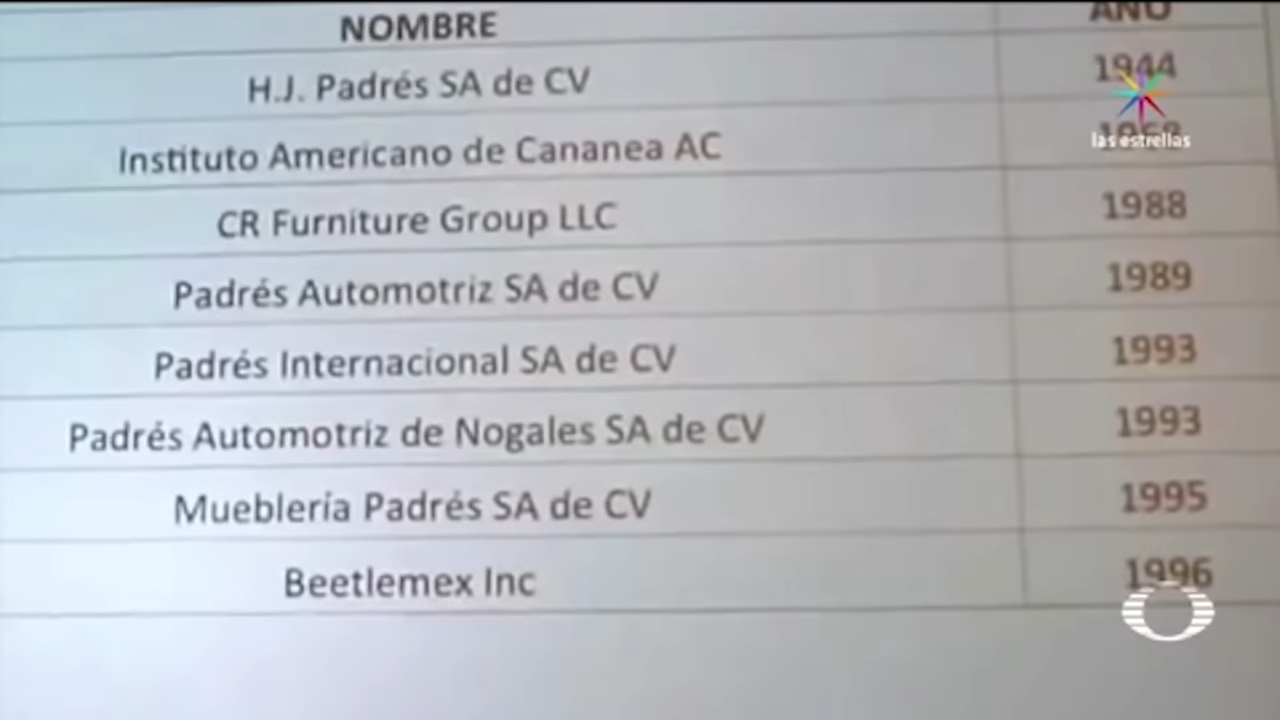 NOMBRE AÑO
H.J. Padrés SA de CV 1944
Instituto Americano de Cananea AC
las estrellas
CR Furniture Group LLC 1988
Padrés Automotriz SA de CV 1989
Padrés Internacional SA de CV 1993
Padrés Automotriz de Nogales SA de CV 1993
Mueblería Padrés SA de CV 1995
Beetlemex Inc 1996